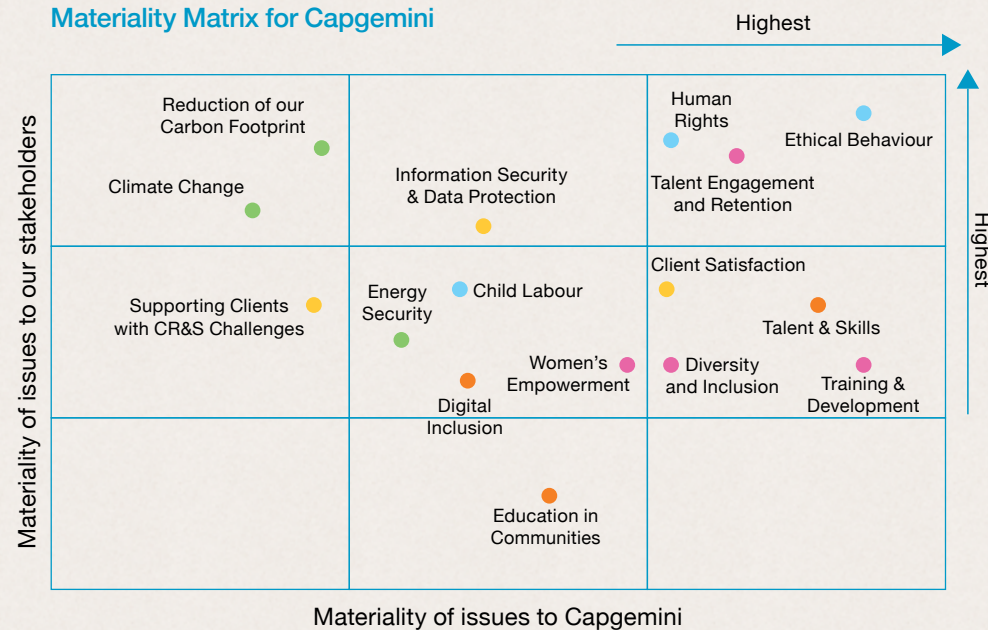 Materiality Matrix for Capgemini
Highest
Highest
Materiality of issues to our stakeholders
Reduction of our
Carbon Footprint
Climate Change
Information Security
& Data Protection
Human
Rights
Ethical Behaviour
Talent Engagement
and Retention
Supporting Clients
with CR&S Challenges
Energy
Security
Child Labour
Women's
Empowerment
Digital
Inclusion
Client Satisfaction
Talent & Skills
Diversity
and Inclusion
Training &
Development
Education in
Communities
Materiality of issues to Capgemini